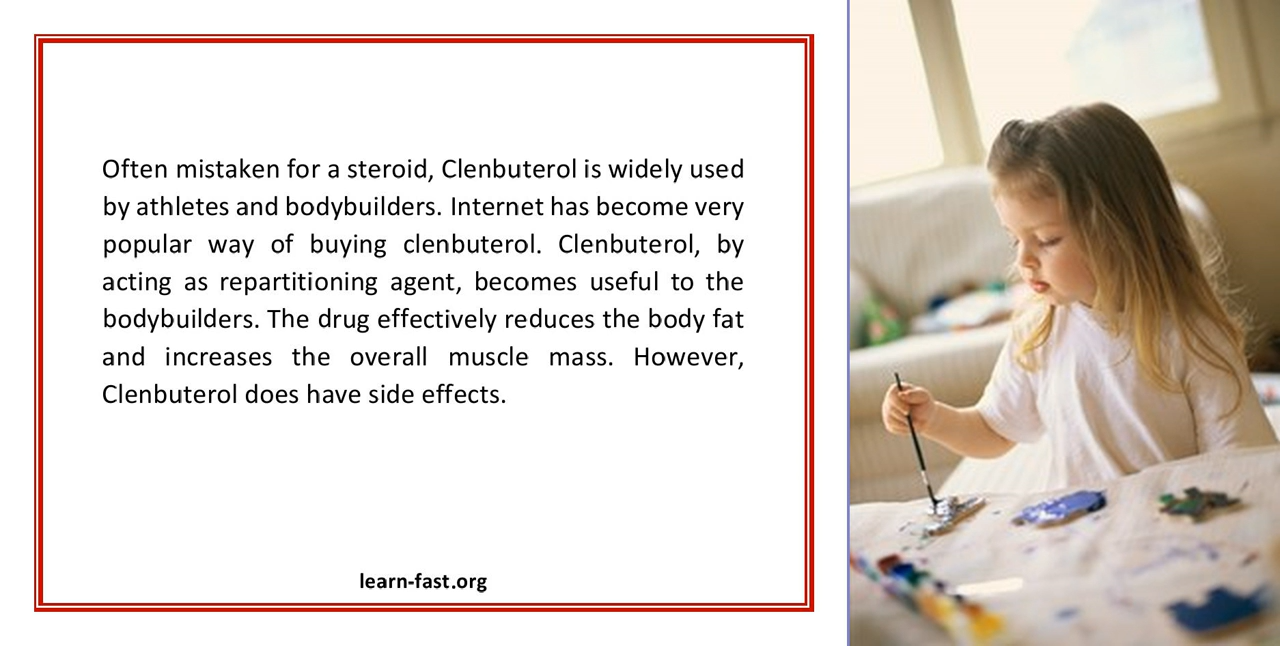 Often mistaken for a steroid, Clenbuterol is widely used
by athletes and bodybuilders. Internet has become very
popular way of buying clenbuterol. Clenbuterol, by
acting as repartitioning agent, becomes useful to the
bodybuilders. The drug effectively reduces the body fat
and increases the overall muscle mass. However,
Clenbuterol does have side effects.
learn-fast.org